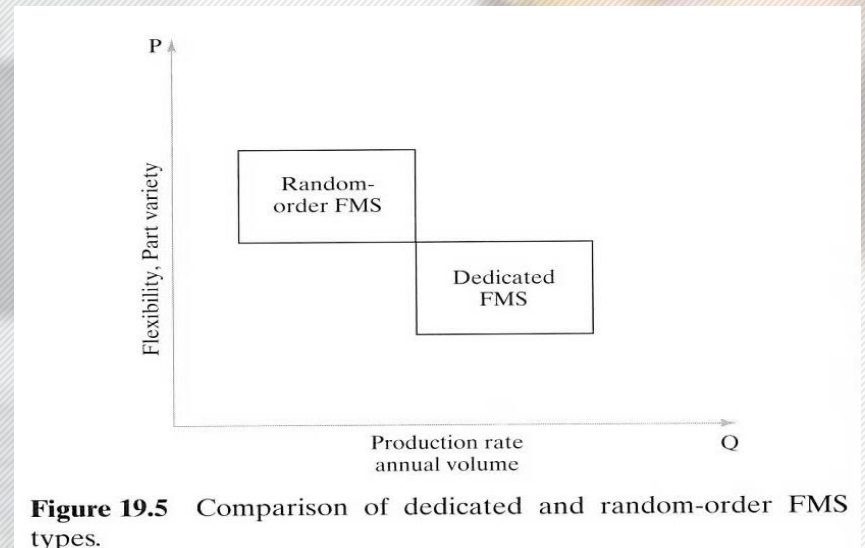 P
Flexibility, Part variety
Random-
order FMS
Dedicated
FMS
Production rate
annual volume
Q
Figure 19.5 Comparison of dedicated and random-order FMS
types.